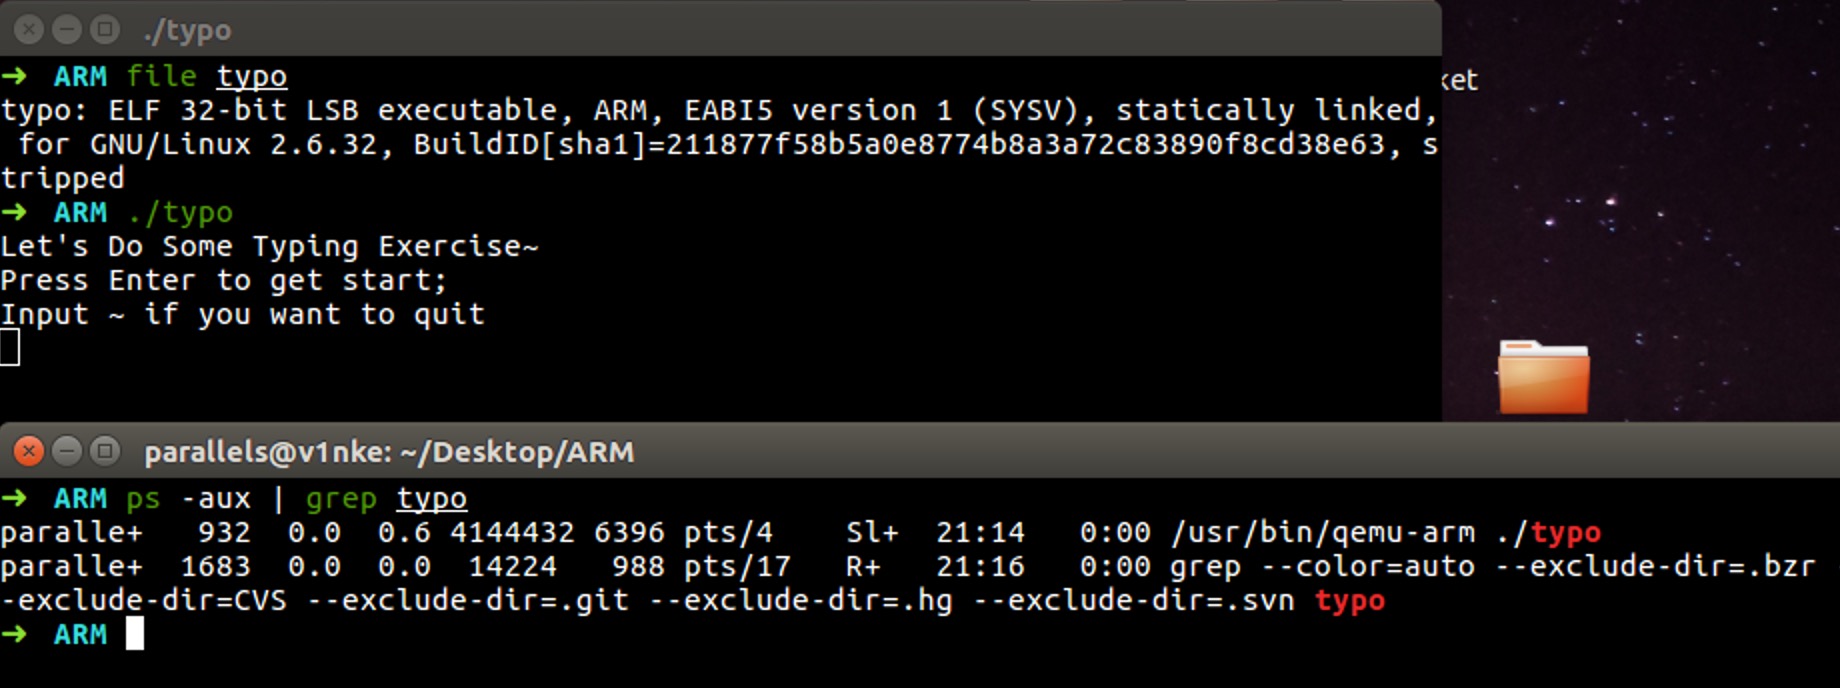 ./typo
➜ ARM file typo
typo: ELF 32-bit LSB executable, ARM, EABI5 version 1 (SYSV), statically linked,
for GNU/Linux 2.6.32, BuildID[sha1]=211877f58b5a0e8774b8a3a72c83890f8cd38e63, s
tripped
➜ ARM ./typo
Let's Do Some Typing Exercise~
Press Enter to get start;
Input ~ if you want to quit
ket
parallels@v1nke: ~/Desktop/ARM
➜ ARM ps -aux | grep typo
paralle+ 932 0.0 0.6 4144432 6396 pts/4 Sl+ 21:14 0:00 /usr/bin/qemu-arm ./typo
paralle+ 1683 0.0 0.0 14224 988 pts/17 R+ 21:16 0:00 grep --color=auto --exclude-dir=.bzr
-exclude-dir=CVS --exclude-dir=.git --exclude-dir=.hg --exclude-dir=.svn typo
➜ ARM